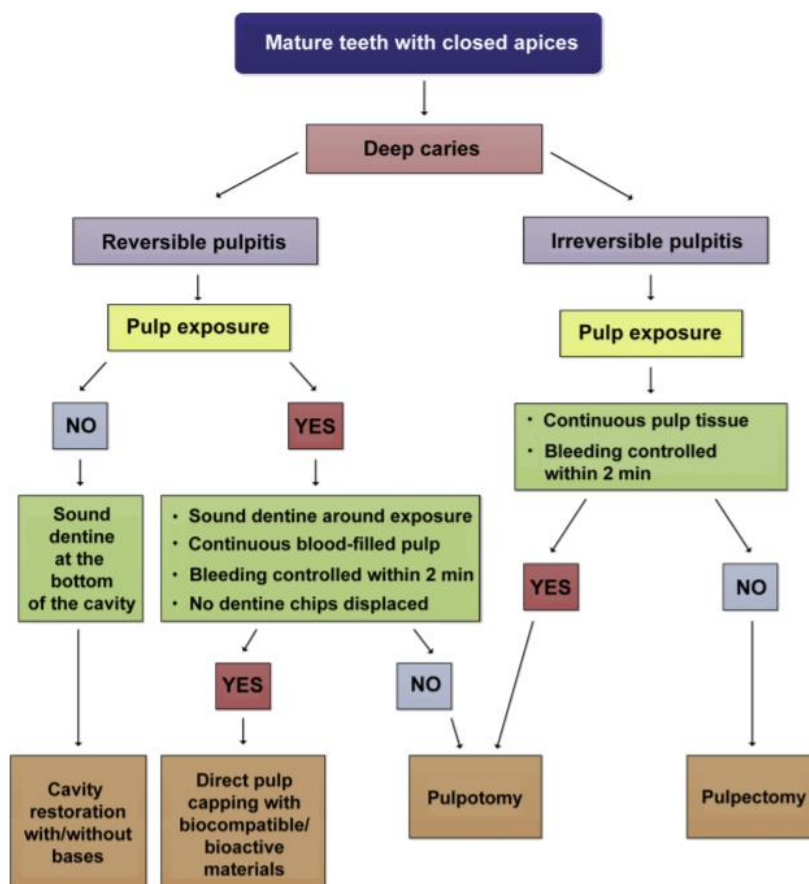 Mature teeth with closed apices
Deep caries
Reversible pulpitis
Irreversible pulpitis
Pulp exposure
Pulp exposure
NO
YES
• Continuous pulp tissue
• Bleeding controlled
within 2 min
Sound
dentine
at the
bottom
of the cavity
• Sound dentine around exposure
• Continuous blood-filled pulp
• Bleeding controlled within 2 min
• No dentine chips displaced
YES
NO
YES
NO
Cavity
restoration
with/without
bases
Direct pulp
capping with
biocompatible/
bioactive
materials
Pulpotomy
Pulpectomy